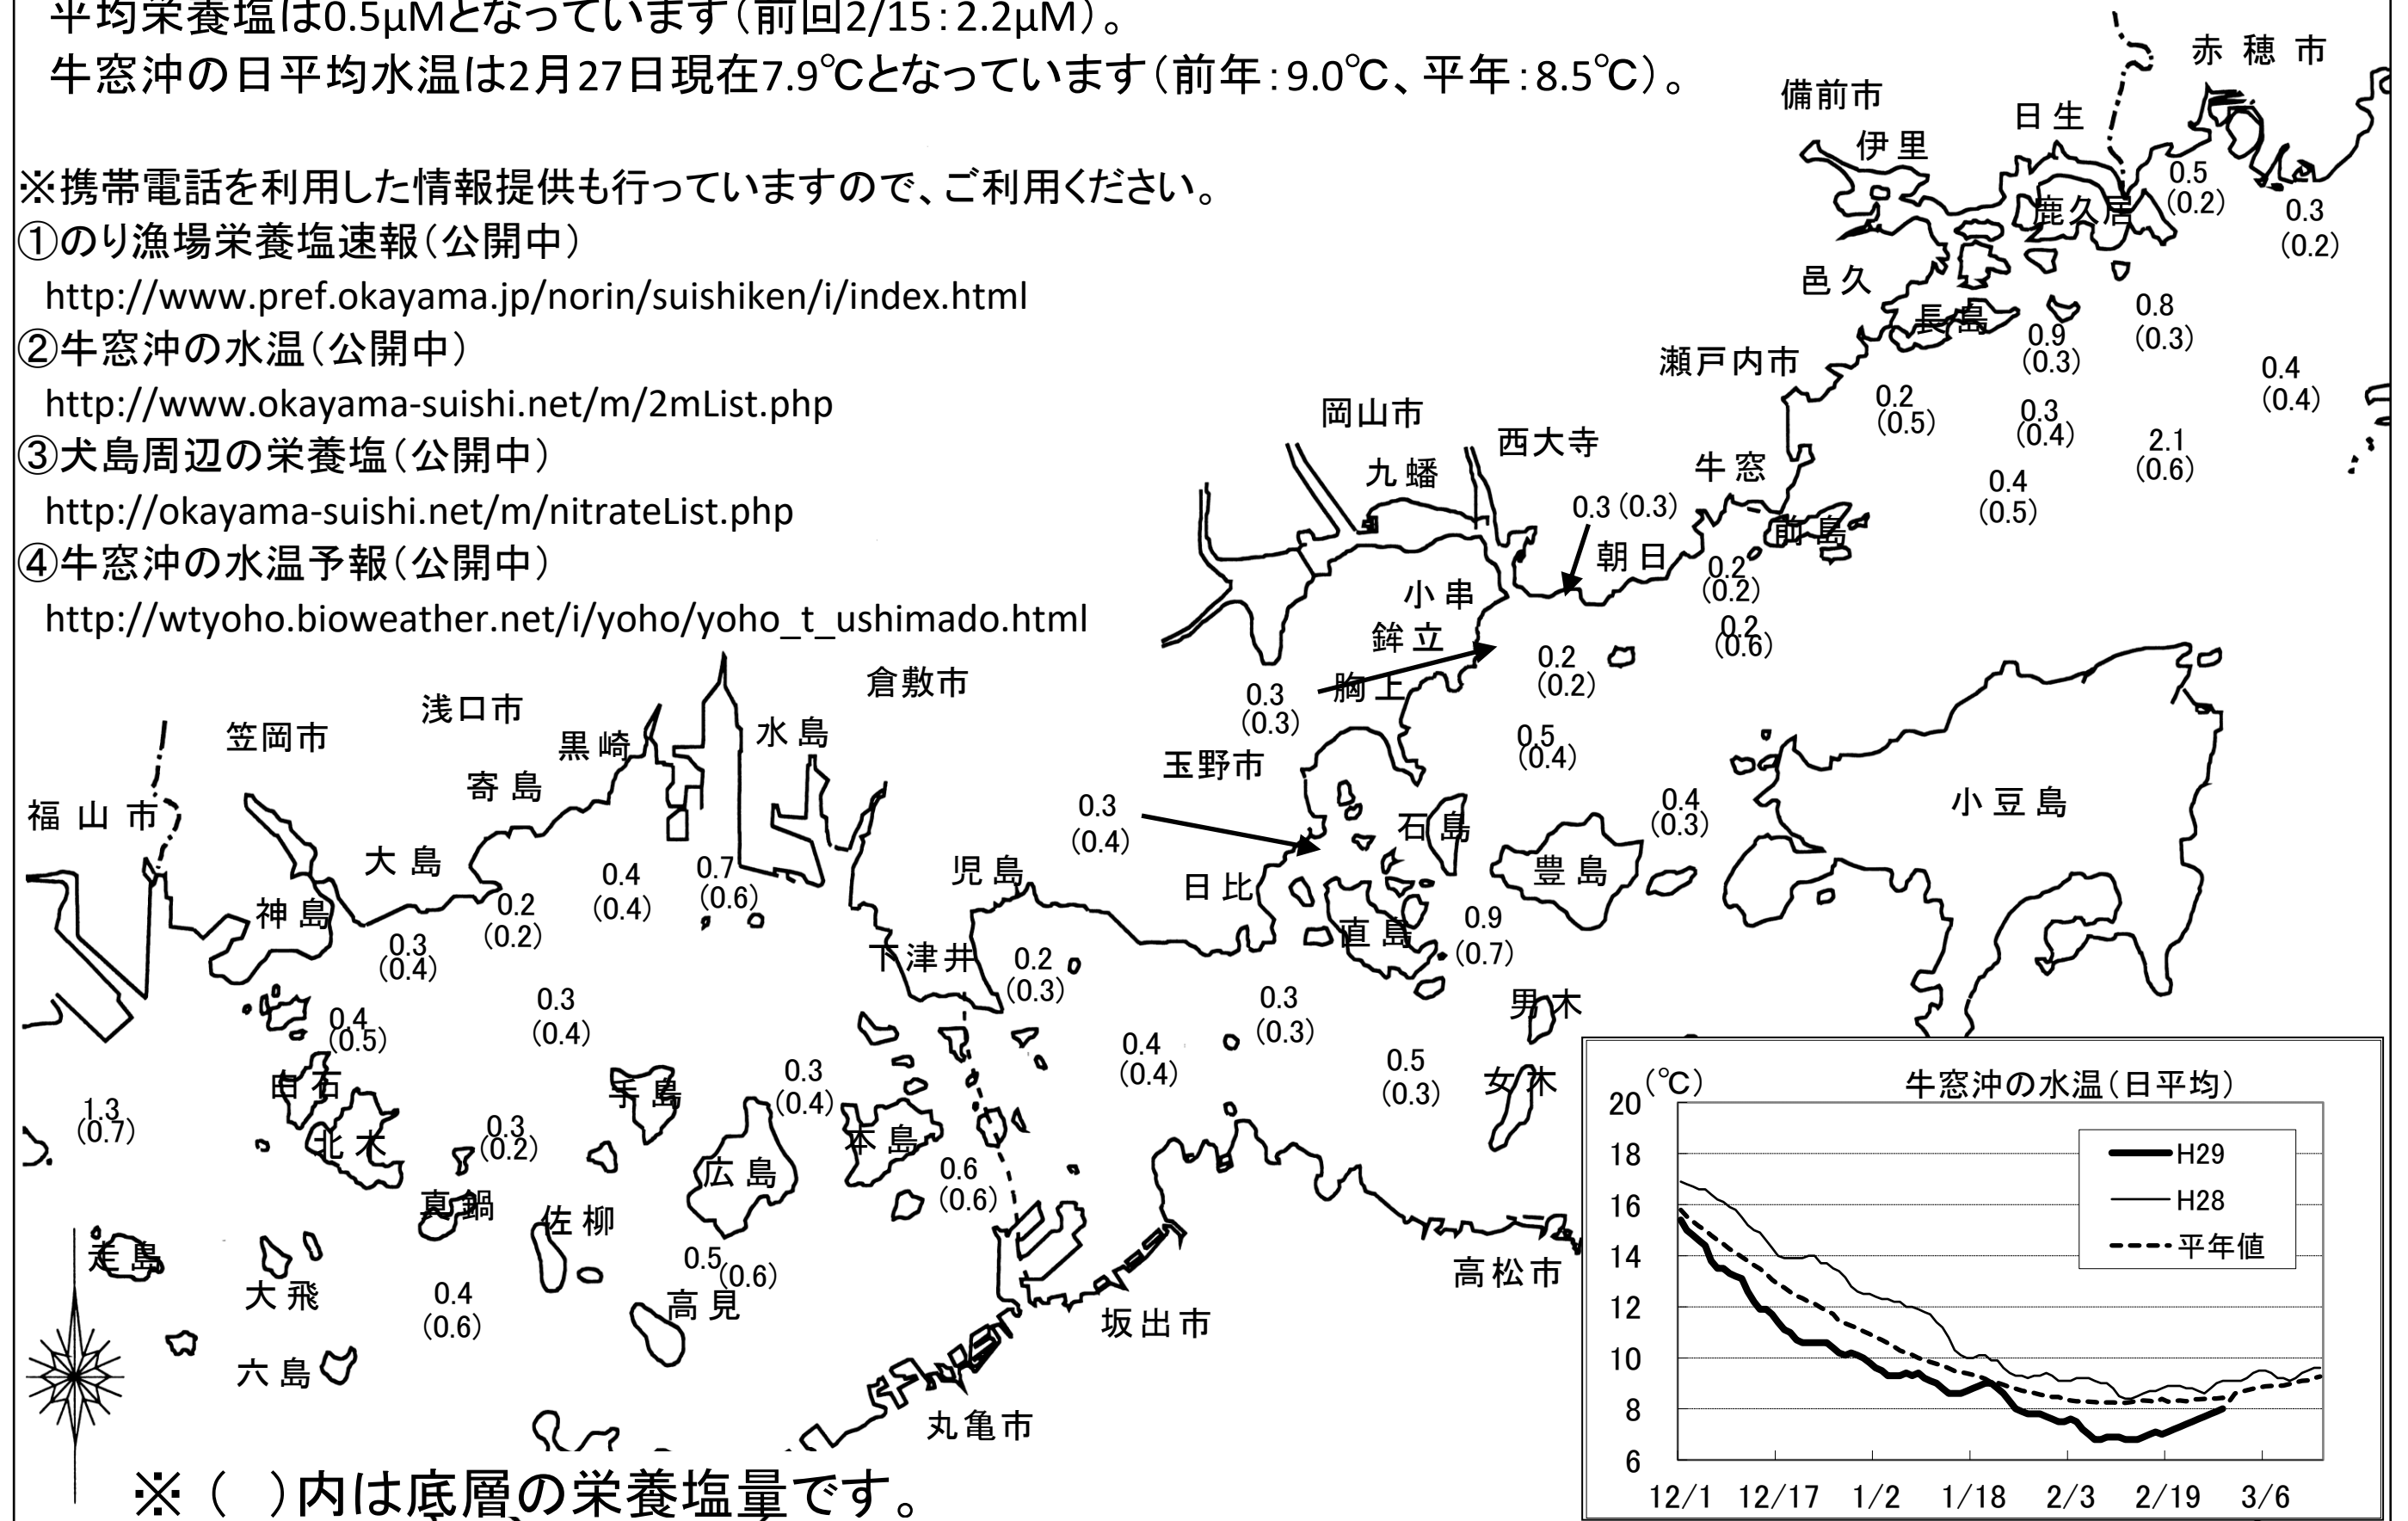 平均栄養塩は0.5μMとなっています（前回2/15：2.2μM）。
牛窓沖の日平均水温は2月27日現在7.9℃となっています（前年：9.0℃、平年：8.5℃）。
※携帯電話を利用した情報提供も行っていますので、ご利用ください。
①のり漁場栄養塩速報（公開中）
http://www.pref.okayama.jp/norin/suishiken/i/index.html
②牛窓沖の水温（公開中）
http://www.okayama-suishi.net/m/2mList.php
③犬島周辺の栄養塩（公開中）
http://okayama-suishi.net/m/nitrateList.php
④牛窓沖の水温予報（公開中）
http://wtyoho.bioweather.net/i/yoho/yoho_t_ushimado.html
赤穂市
備前市
日生
伊里
鹿久居
0.5
(0.2)
0.3
(0.2)
邑久
長島
0.8
(0.3)
0.9
(0.3)
瀬戸内市
0.4
(0.4)
0.2
(0.5)
0.3
(0.4)
2.1
(0.6)
0.4
(0.5)
岡山市
西大寺
九蟠
牛窓
0.3 (0.3)
前島
朝日
0.2
(0.2)
小串
鉾立
0.2
(0.6)
0.2
(0.2)
胸上
0.3
(0.3)
0.5
(0.4)
倉敷市
浅口市
笠岡市
黒崎
水島
玉野市
寄島
福山市
0.3
(0.4)
石島
0.4
(0.3)
小豆島
大島
0.4
(0.4)
0.7
(0.6)
児島
日比
豊島
神島
0.2
(0.2)
0.3
(0.4)
下津井
0.2
(0.3)
直島
0.9
(0.7)
0.4
(0.5)
0.3
(0.4)
0.3
(0.3)
男木
白石
手島
0.3
(0.4)
0.4
(0.4)
0.5
(0.3)
女木
1.3
(0.7)
北木
0.3
(0.2)
広島
本島
0.6
(0.6)
真鍋
佐柳
走島
大飛
0.4
(0.6)
0.5
(0.6)
高見
高松市
坂出市
六島
丸亀市
(℃)
牛窓沖の水温（日平均）
20
18
16
14
12
10
8
6
H29
H28
平年値
12/1 12/17 1/2 1/18 2/3 2/19 3/6
※（ ）内は底層の栄養塩量です。